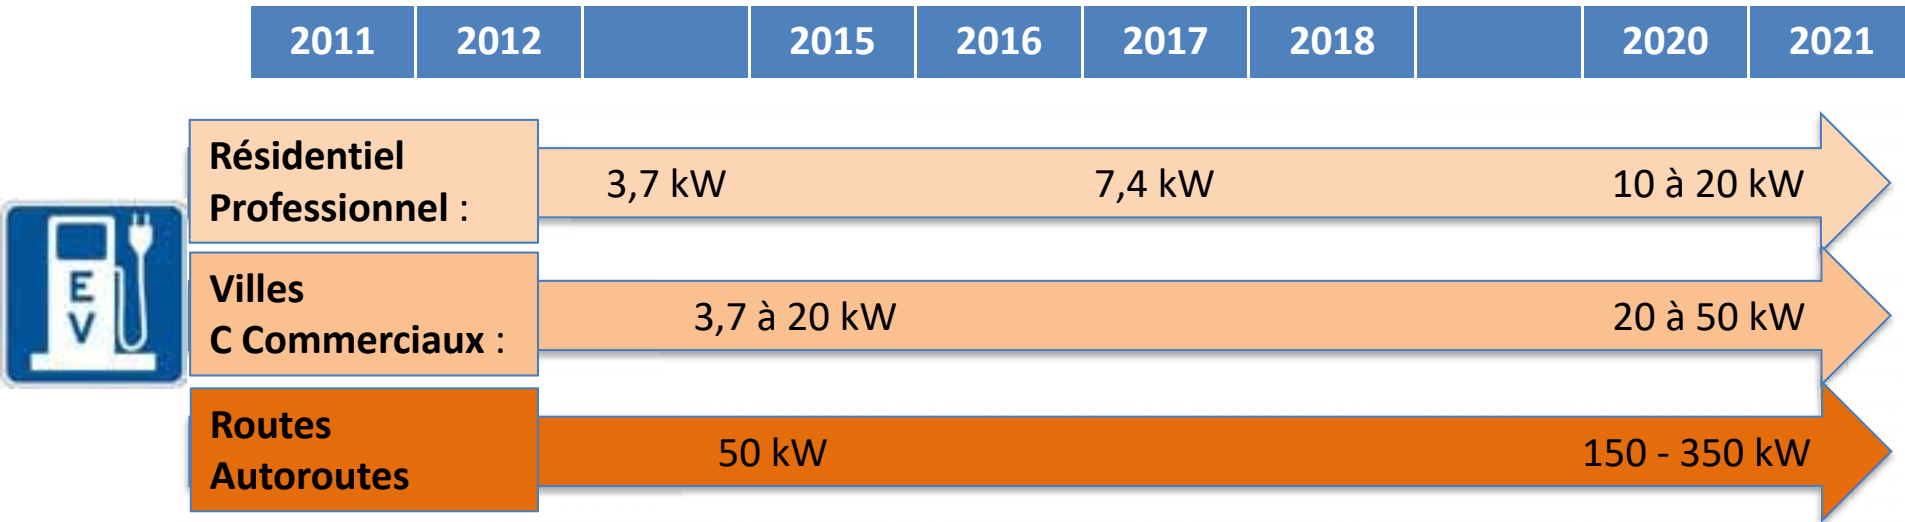 2011 2012 2015 2016 2017 2018 2020 2021
Résidentiel
Professionnel :
3,7 kW 7,4 kW 10 à 20 kW
E
V
Villes
C Commerciaux :
3,7 à 20 kW 20 à 50 kW
Routes
Autoroutes
50 kW 150 - 350 kW